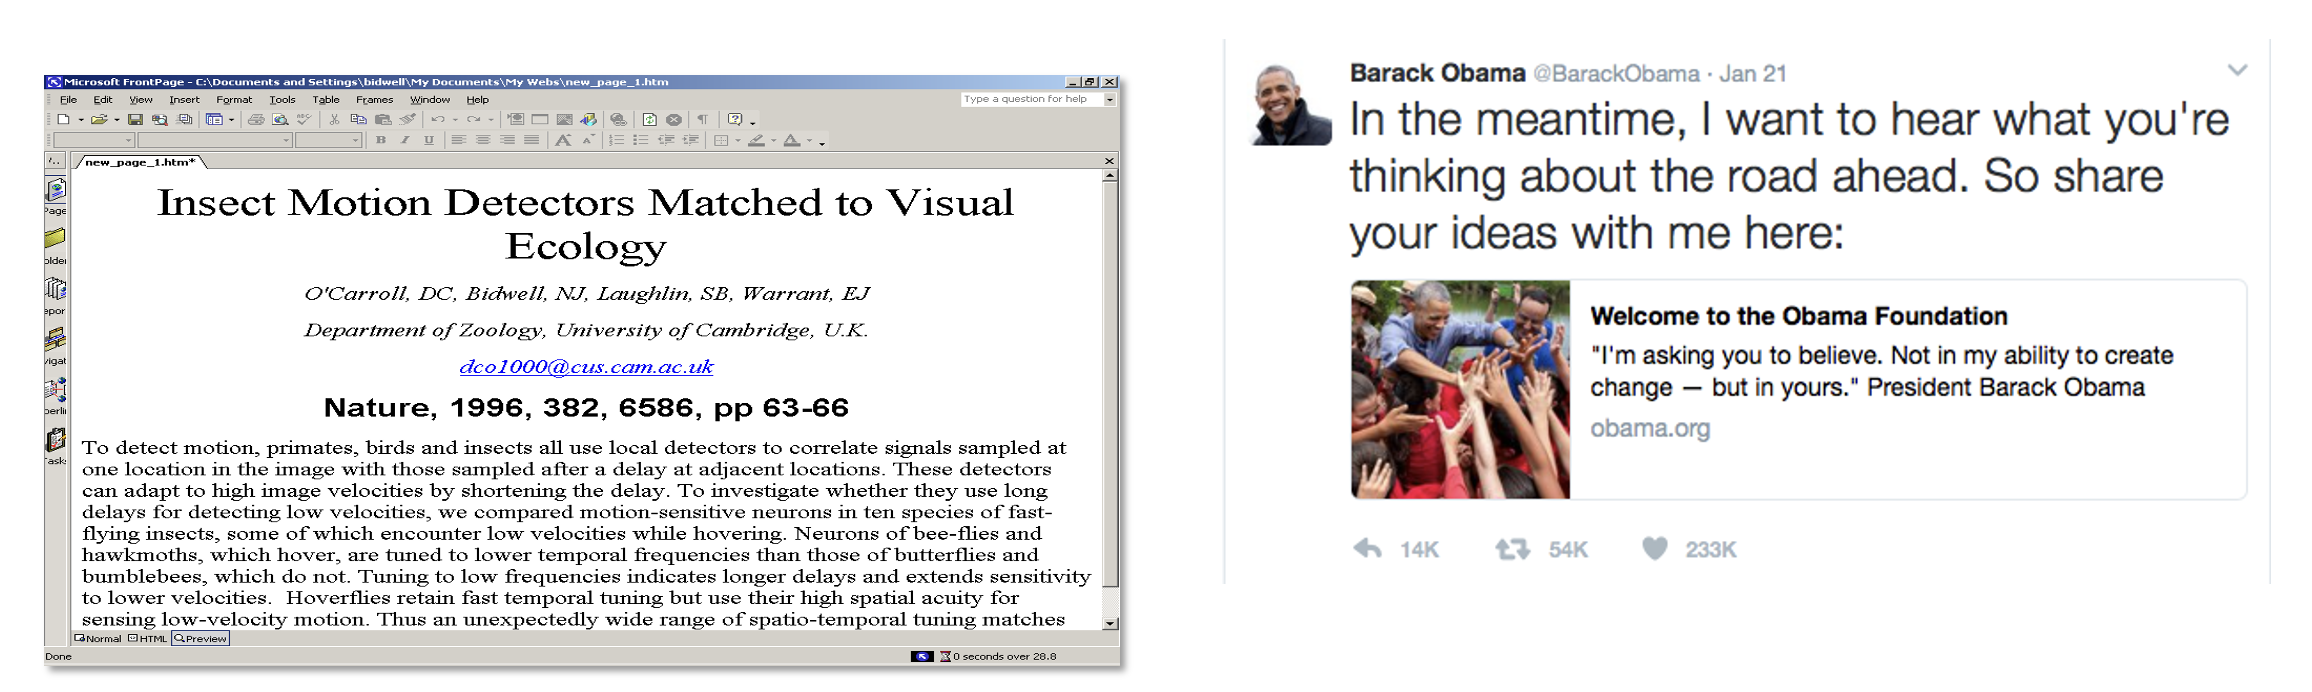 Microsoft FrontPage - C:\Documents and Settings\bidwell\My Documents\My Webs\new_page_1.htm
File Edit View Insert Format Tools Table Frames Window Help
Type a question for help
new_page_1.htm*
Insect Motion Detectors Matched to Visual
Ecology
O'Carroll, DC, Bidwell, NJ, Laughlin, SB, Warrant, EJ
Department of Zoology, University of Cambridge, U.K.
dco1000@cus.cam.ac.uk
Nature, 1996, 382, 6586, pp 63-66
To detect motion, primates, birds and insects all use local detectors to correlate signals sampled at
one location in the image with those sampled after a delay at adjacent locations. These detectors
can adapt to high image velocities by shortening the delay. To investigate whether they use long
delays for detecting low velocities, we compared motion-sensitive neurons in ten species of fast-
flying insects, some of which encounter low velocities while hovering. Neurons of bee-flies and
hawkmoths, which hover, are tuned to lower temporal frequencies than those of butterflies and
bumblebees, which do not. Tuning to low frequencies indicates longer delays and extends sensitivity
to lower velocities.  Hoverflies retain fast temporal tuning but use their high spatial acuity for
sensing low-velocity motion. Thus an unexpectedly wide range of spatio-temporal tuning matches
Normal HTML Preview
Done
0 seconds over 28.8
Barack Obama @BarackObama · Jan 21
In the meantime, I want to hear what you're
thinking about the road ahead. So share
your ideas with me here:
Welcome to the Obama Foundation
"I'm asking you to believe. Not in my ability to create
change — but in yours." President Barack Obama
obama.org
14K 54K 233K